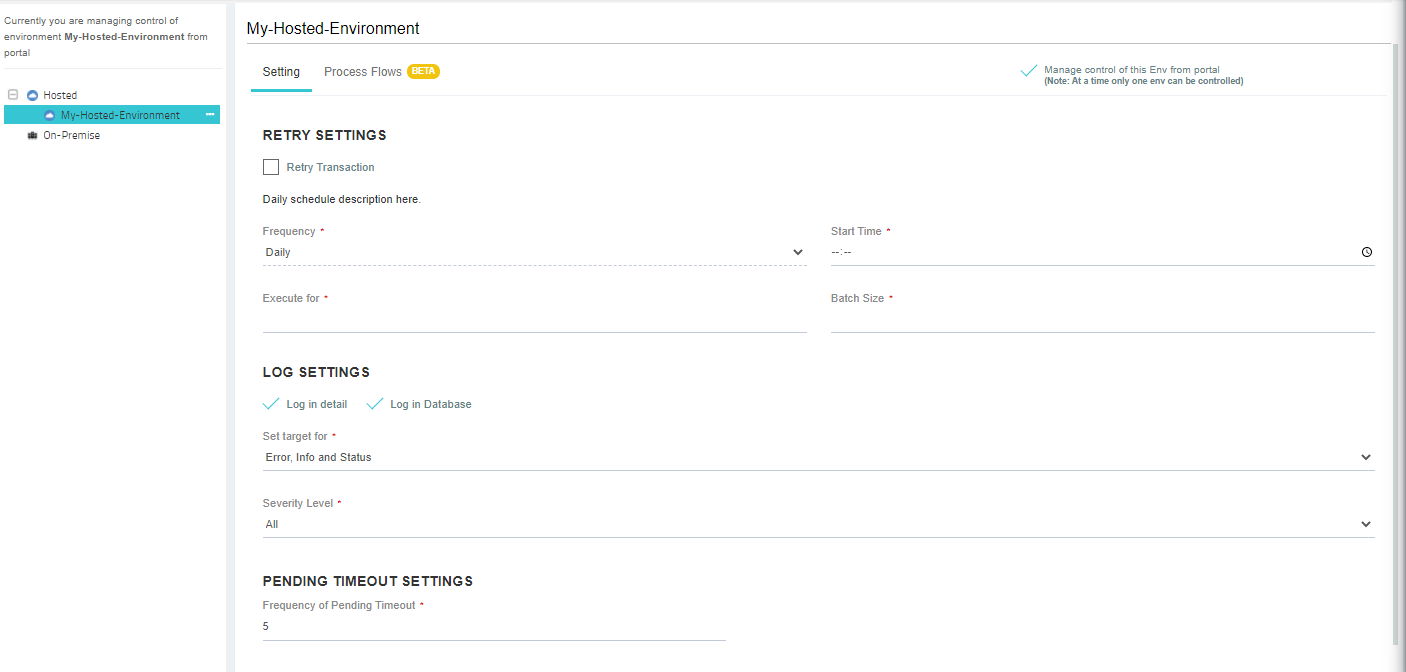 Currently you are managing control of
environment My-Hosted-Environment from
portal
Hosted
My-Hosted-Environment
On-Premise
My-Hosted-Environment
Setting
Process Flows BETA
Manage control of this Env from portal
(Note: At a time only one env can be controlled)
RETRY SETTINGS
Retry Transaction
Daily schedule description here.
Frequency *
Daily
Start Time *
--:--
Execute for *
Batch Size *
LOG SETTINGS
Log in detail
Log in Database
Set target for *
Error, Info and Status
Severity Level *
All
PENDING TIMEOUT SETTINGS
Frequency of Pending Timeout *
5